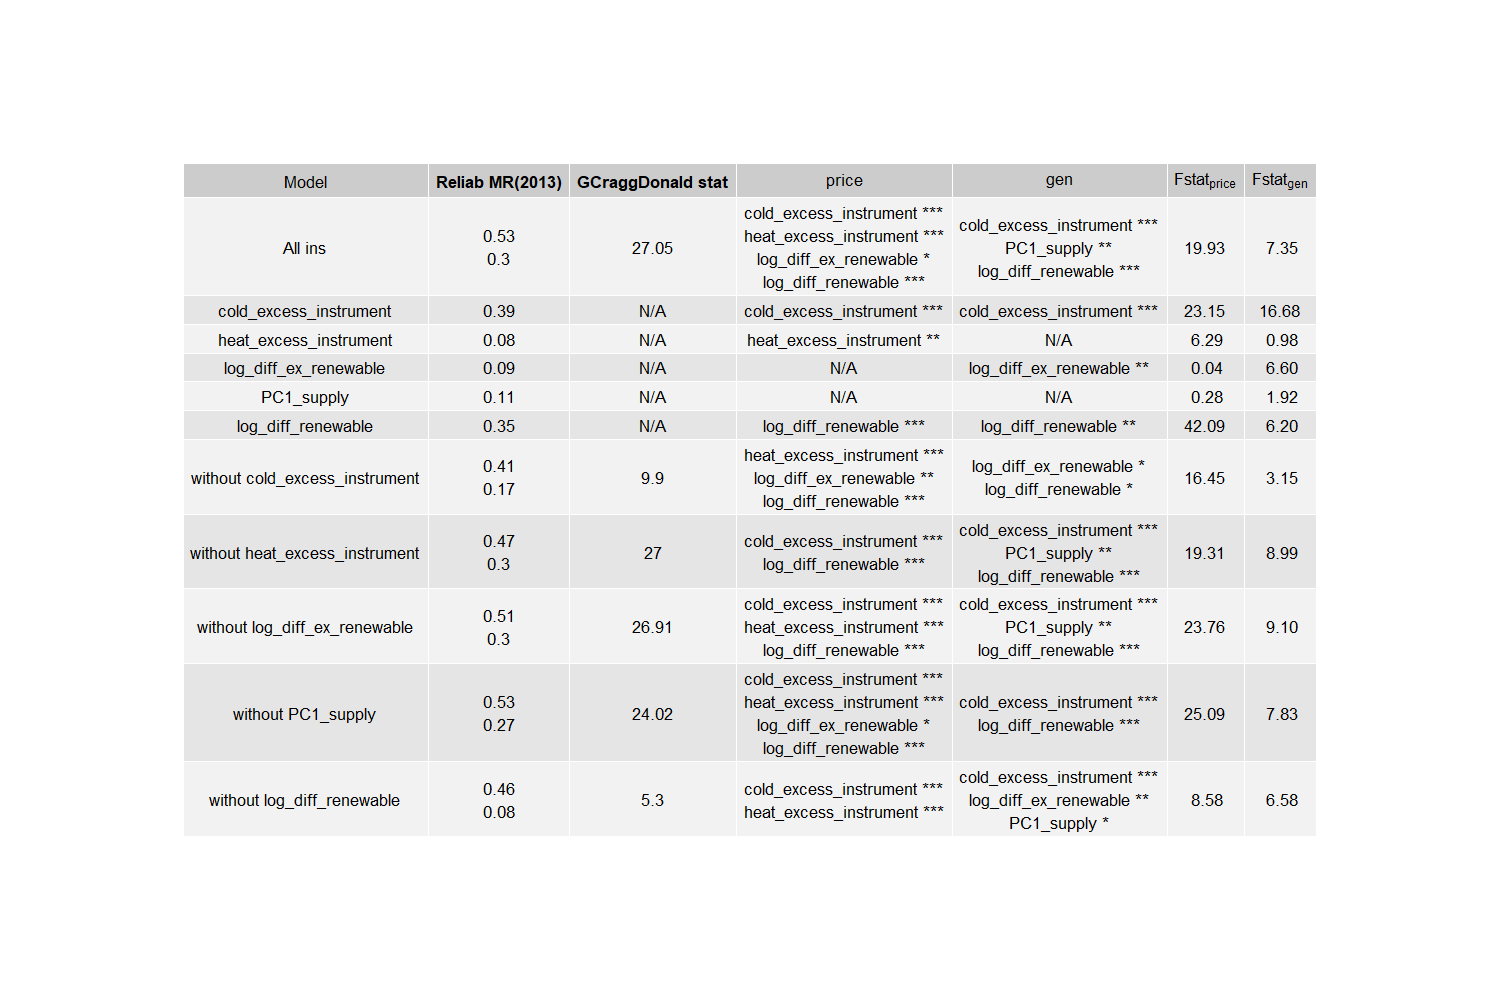 Model Reliab MR(2013) GCraggDonald stat price gen Fstatprice Fstatgen
All ins
0.53
0.3
27.05
cold_excess_instrument ***
heat_excess_instrument ***
log_diff_ex_renewable *
log_diff_renewable ***
cold_excess_instrument ***
PC1_supply **
log_diff_renewable ***
19.93
7.35
cold_excess_instrument 0.39 N/A cold_excess_instrument *** cold_excess_instrument *** 23.15 16.68
heat_excess_instrument 0.08 N/A heat_excess_instrument ** N/A 6.29 0.98
log_diff_ex_renewable 0.09 N/A N/A log_diff_ex_renewable ** 0.04 6.60
PC1_supply 0.11 N/A N/A N/A 0.28 1.92
log_diff_renewable 0.35 N/A log_diff_renewable *** log_diff_renewable ** 42.09 6.20
without cold_excess_instrument
0.41
0.17
9.9
heat_excess_instrument ***
log_diff_ex_renewable **
log_diff_renewable ***
log_diff_ex_renewable *
log_diff_renewable *
16.45
3.15
without heat_excess_instrument
0.47
0.3
27
cold_excess_instrument ***
log_diff_renewable ***
cold_excess_instrument ***
PC1_supply **
log_diff_renewable ***
19.31
8.99
without log_diff_ex_renewable
0.51
0.3
26.91
cold_excess_instrument ***
heat_excess_instrument ***
log_diff_renewable ***
cold_excess_instrument ***
PC1_supply **
log_diff_renewable ***
23.76
9.10
without PC1_supply
0.53
0.27
24.02
cold_excess_instrument ***
heat_excess_instrument ***
log_diff_ex_renewable *
log_diff_renewable ***
cold_excess_instrument ***
log_diff_renewable ***
25.09
7.83
without log_diff_renewable
0.46
0.08
5.3
cold_excess_instrument ***
heat_excess_instrument ***
cold_excess_instrument ***
log_diff_ex_renewable **
PC1_supply *
8.58
6.58